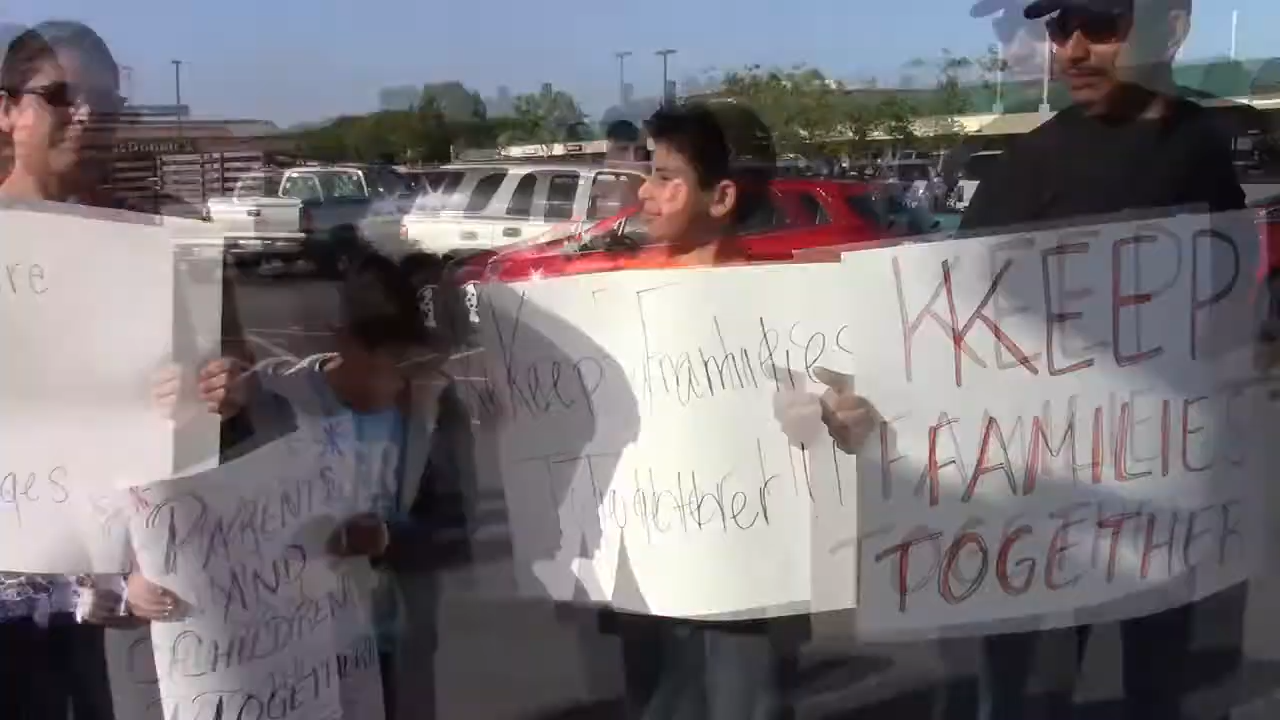 McDonald's
re
ges
PARENTS
AND
CHILDREN
TOGETHER
Keep Families
Together!!
KEEP
FAMILIES
TOGETHER